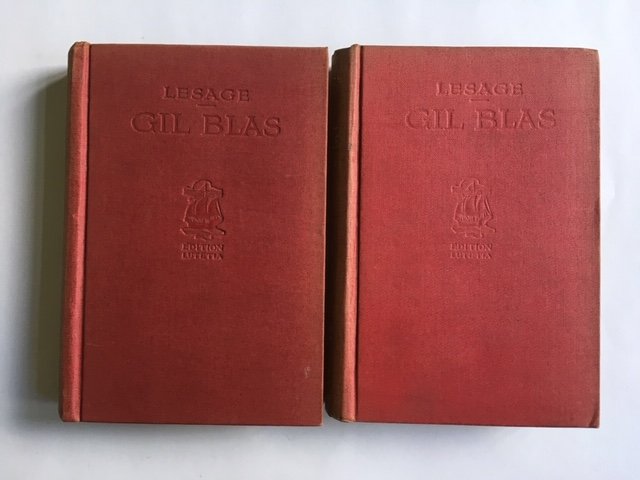 LESAGE
GIL BLAS
EDITION
LUTETIA
LESAGE
GIL BLAS
EDITION
LUTETIA